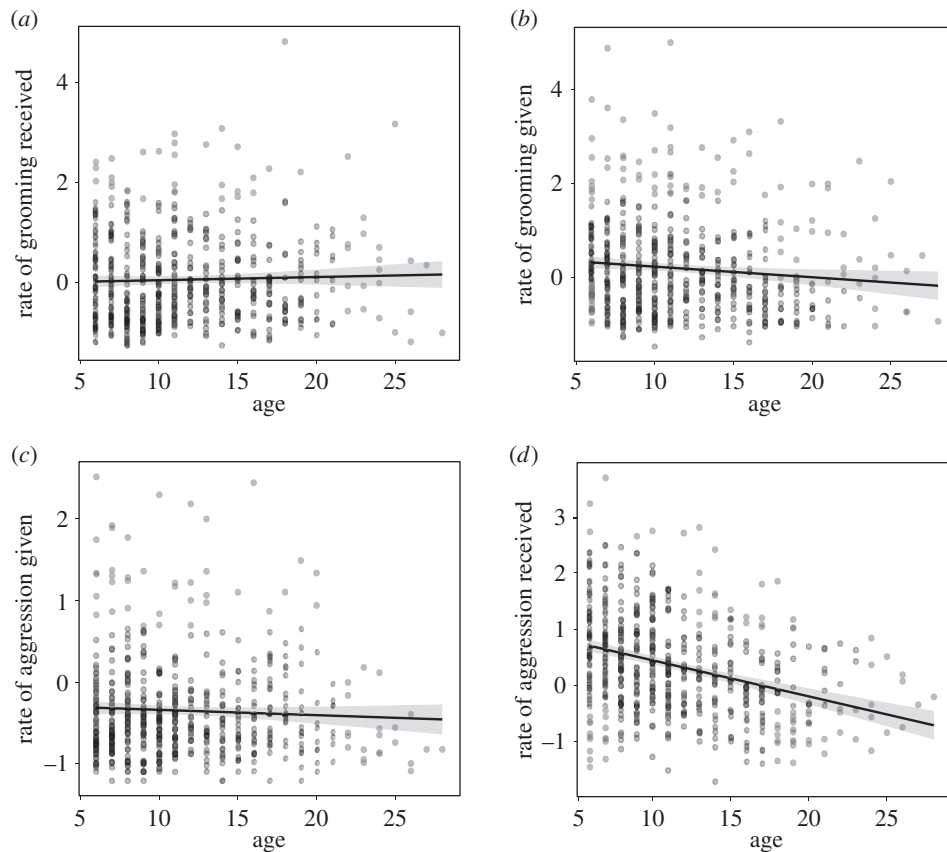 (a)
rate of grooming received
4
2
0
5 10 15 20 25
age
(b)
rate of grooming given
4
2
0
5 10 15 20 25
age
(c)
rate of aggression given
2
1
0
−1
5 10 15 20 25
age
(d)
rate of aggression received
3
2
1
0
−1
5 10 15 20 25
age